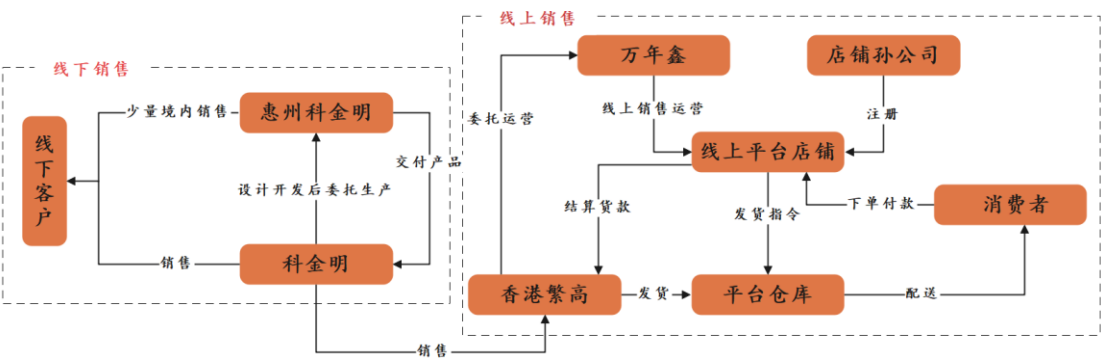 线上销售
线下销售
万年鑫
店铺孙公司
少量境内销售
惠州科金明
委托运营
线上销售运营
注册
线下客户
交付产品
线上平台店铺
设计开发后委托生产
结算货款
发货指令
下单付款
消费者
销售
科金明
香港繁高
发货
平台仓库
配送
销售